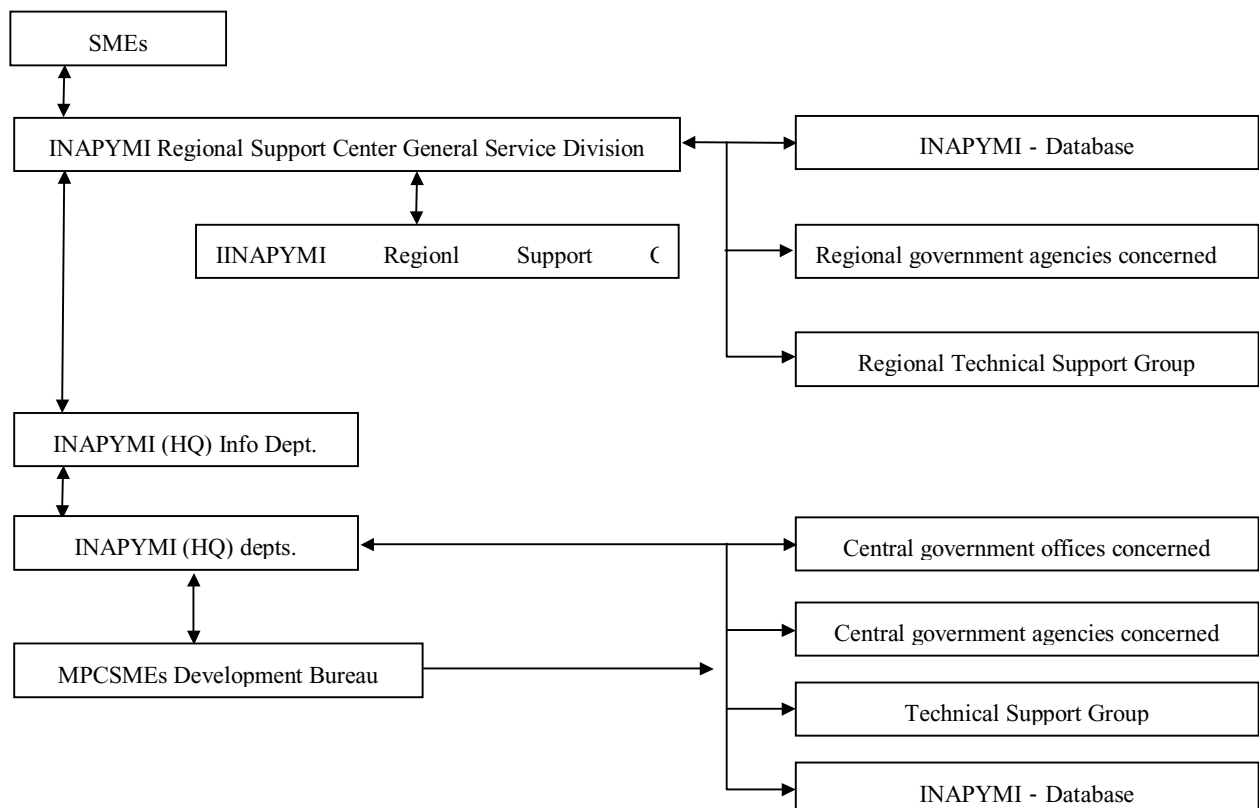 SMEs
INAPYMI Regional Support Center General Service Division
INAPYMI - Database
IINAPYMI Regionl Support
Regional government agencies concerned
Regional Technical Support Group
INAPYMI (HQ) Info Dept.
INAPYMI (HQ) depts.
Central government offices concerned
Central government agencies concerned
MPCSMEs Development Bureau
Technical Support Group
INAPYMI - Database